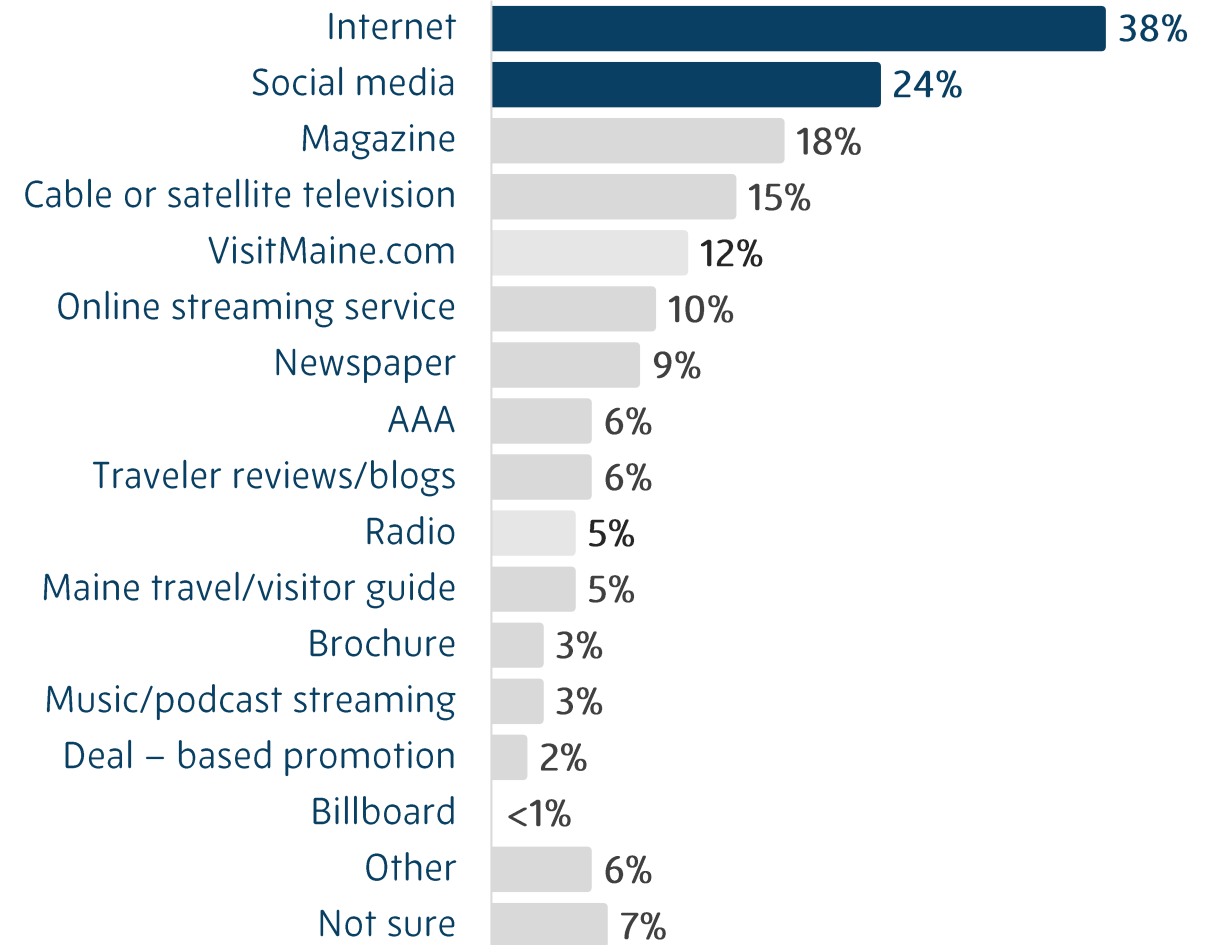 Internet 38%
Social media 24%
Magazine 18%
Cable or satellite television 15%
VisitMaine.com 12%
Online streaming service 10%
Newspaper 9%
AAA 6%
Traveler reviews/blogs 6%
Radio 5%
Maine travel/visitor guide 5%
Brochure 3%
Music/podcast streaming 3%
Deal – based promotion 2%
Billboard <1%
Other 6%
Not sure 7%